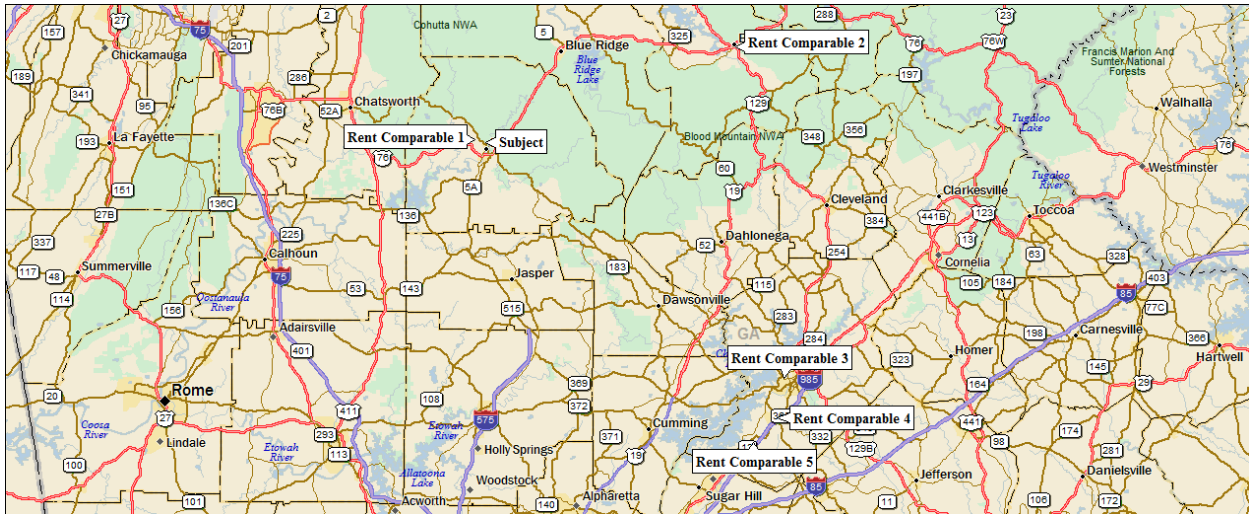 27
75
2
Cohutta NWA
5
325
288
23
157
201
Blue Ridge
Rent Comparable 2
76
76W
Chickamauga
Blue
Ridge
Lake
Francis Marion And
Sumter National
Forests
189
286
197
341
95
76B
52A
Chatsworth
129
Walhalla
La Fayette
Rent Comparable 1
Subject
Blood Mountain NWA
348
356
Tugaloo
Lake
193
76
76
60
Westminster
151
5A
19
Tugaloo
River
136C
Clarkesville
27B
136
Cleveland
441B
123
Toccoa
384
337
225
52
Dahlonega
13
Calhoun
254
63
328
117
48
Summerville
75
183
Cornelia
403
Jasper
115
105
184
85
114
53
143
77C
156
Oostanaula
River
515
Dawsonville
283
Adairsville
GA
198
Carnesville
401
284
366
Rent Comparable 3
323
Homer
Hartwell
145
Rome
369
985
164
29
20
108
372
27
411
575
Etowah
River
Cumming
Rent Comparable 4
441
Coosa
River
Lindale
293
371
332
98
174
Etowah
River
113
Holly Springs
129B
281
100
19
Rent Comparable 5
Allatoona
Lake
Woodstock
Jefferson
Danielsville
101
Acworth
140
Alpharetta
Sugar Hill
85
11
106
172